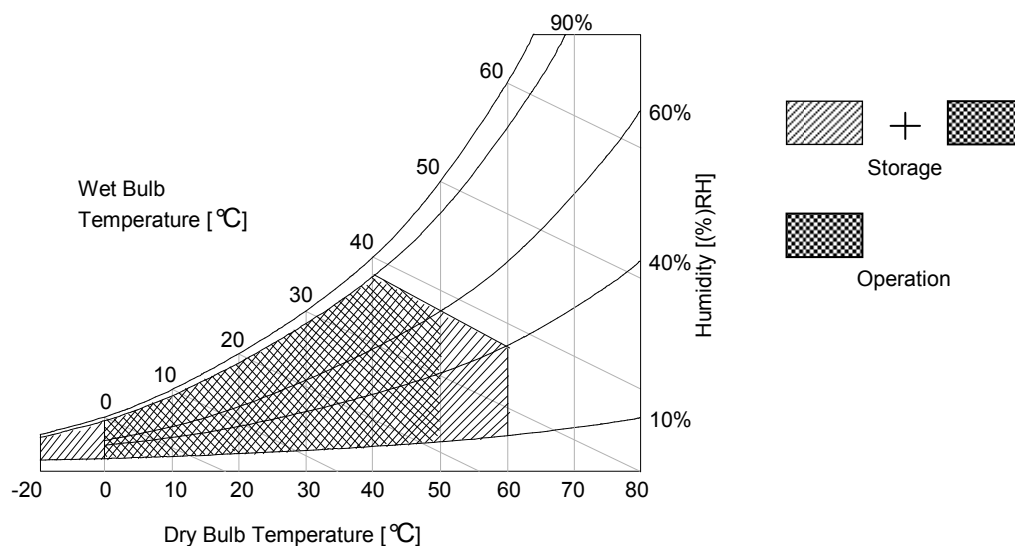 90%
60
60%
50
Wet Bulb
Temperature [℃]
40
Storage
30
40%
20
Humidity [(%)RH]
Operation
10
0
10%
-20 0 10 20 30 40 50 60 70 80
Dry Bulb Temperature [℃]